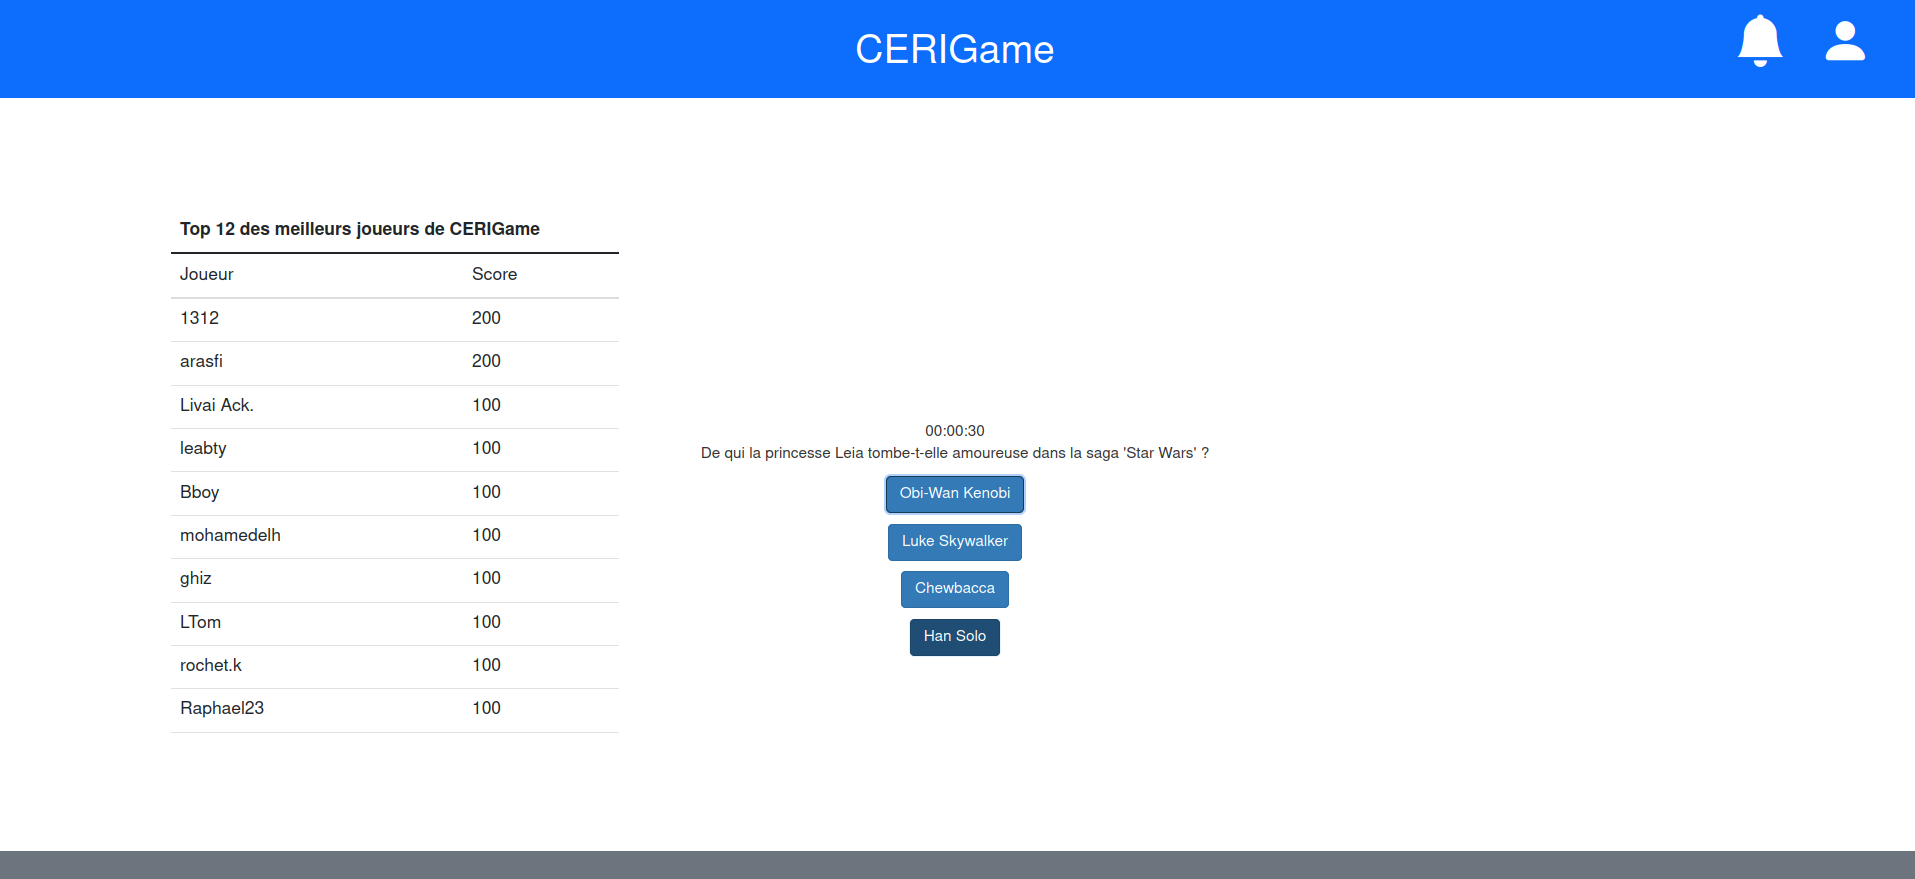 CERIGame
Top 12 des meilleurs joueurs de CERIGame
Joueur Score
1312 200
arasfi 200
Livai Ack. 100
leabty 100
Bboy 100
mohamedelh 100
ghiz 100
LTom 100
rochet.k 100
Raphael23 100
00:00:30
De qui la princesse Leia tombe-t-elle amoureuse dans la saga 'Star Wars' ?
Obi-Wan Kenobi
Luke Skywalker
Chewbacca
Han Solo